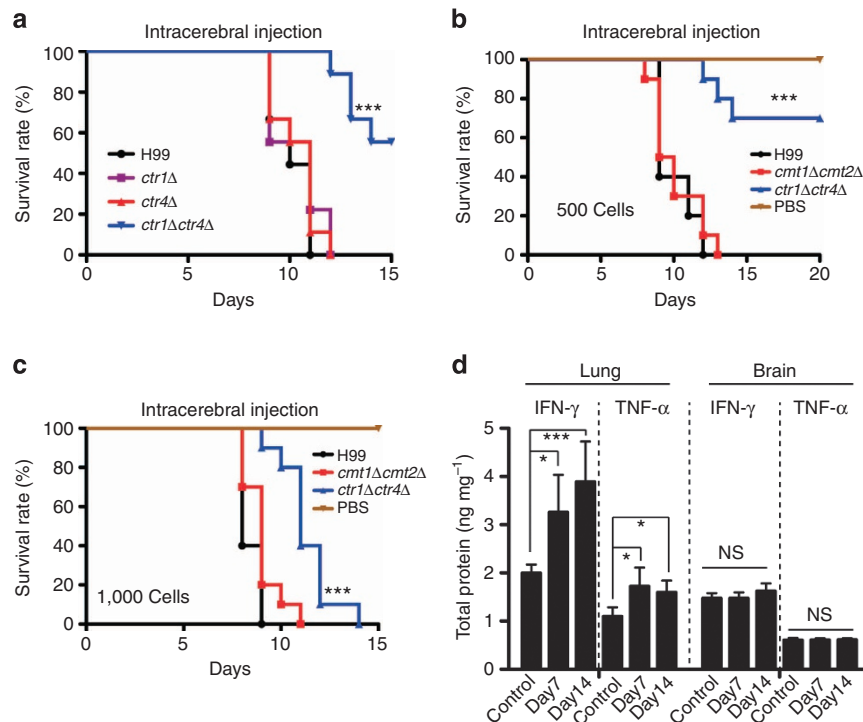 a
Intracerebral injection
Survival rate (%)
100
80
60
40
20
0
***
H99
ctr1Δ
ctr4Δ
ctr1Δctr4Δ
0 5 10 15
Days
b
Intracerebral injection
Survival rate (%)
100
80
60
40
20
0
***
500 Cells
H99
cmt1Δcmt2Δ
ctr1Δctr4Δ
PBS
0 5 10 15 20
Days
c
Intracerebral injection
Survival rate (%)
100
80
60
40
20
0
H99
cmt1Δcmt2Δ
ctr1Δctr4Δ
PBS
***
1,000 Cells
0 5 10 15
Days
d
Lung Brain
IFN-γ TNF-α IFN-γ TNF-α
Total protein (ng mg⁻¹)
5
4
3
2
1
0
***
*
*
*
NS
NS
Control Day7 Day14 Control Day7 Day14 Control Day7 Day14 Control Day7 Day14